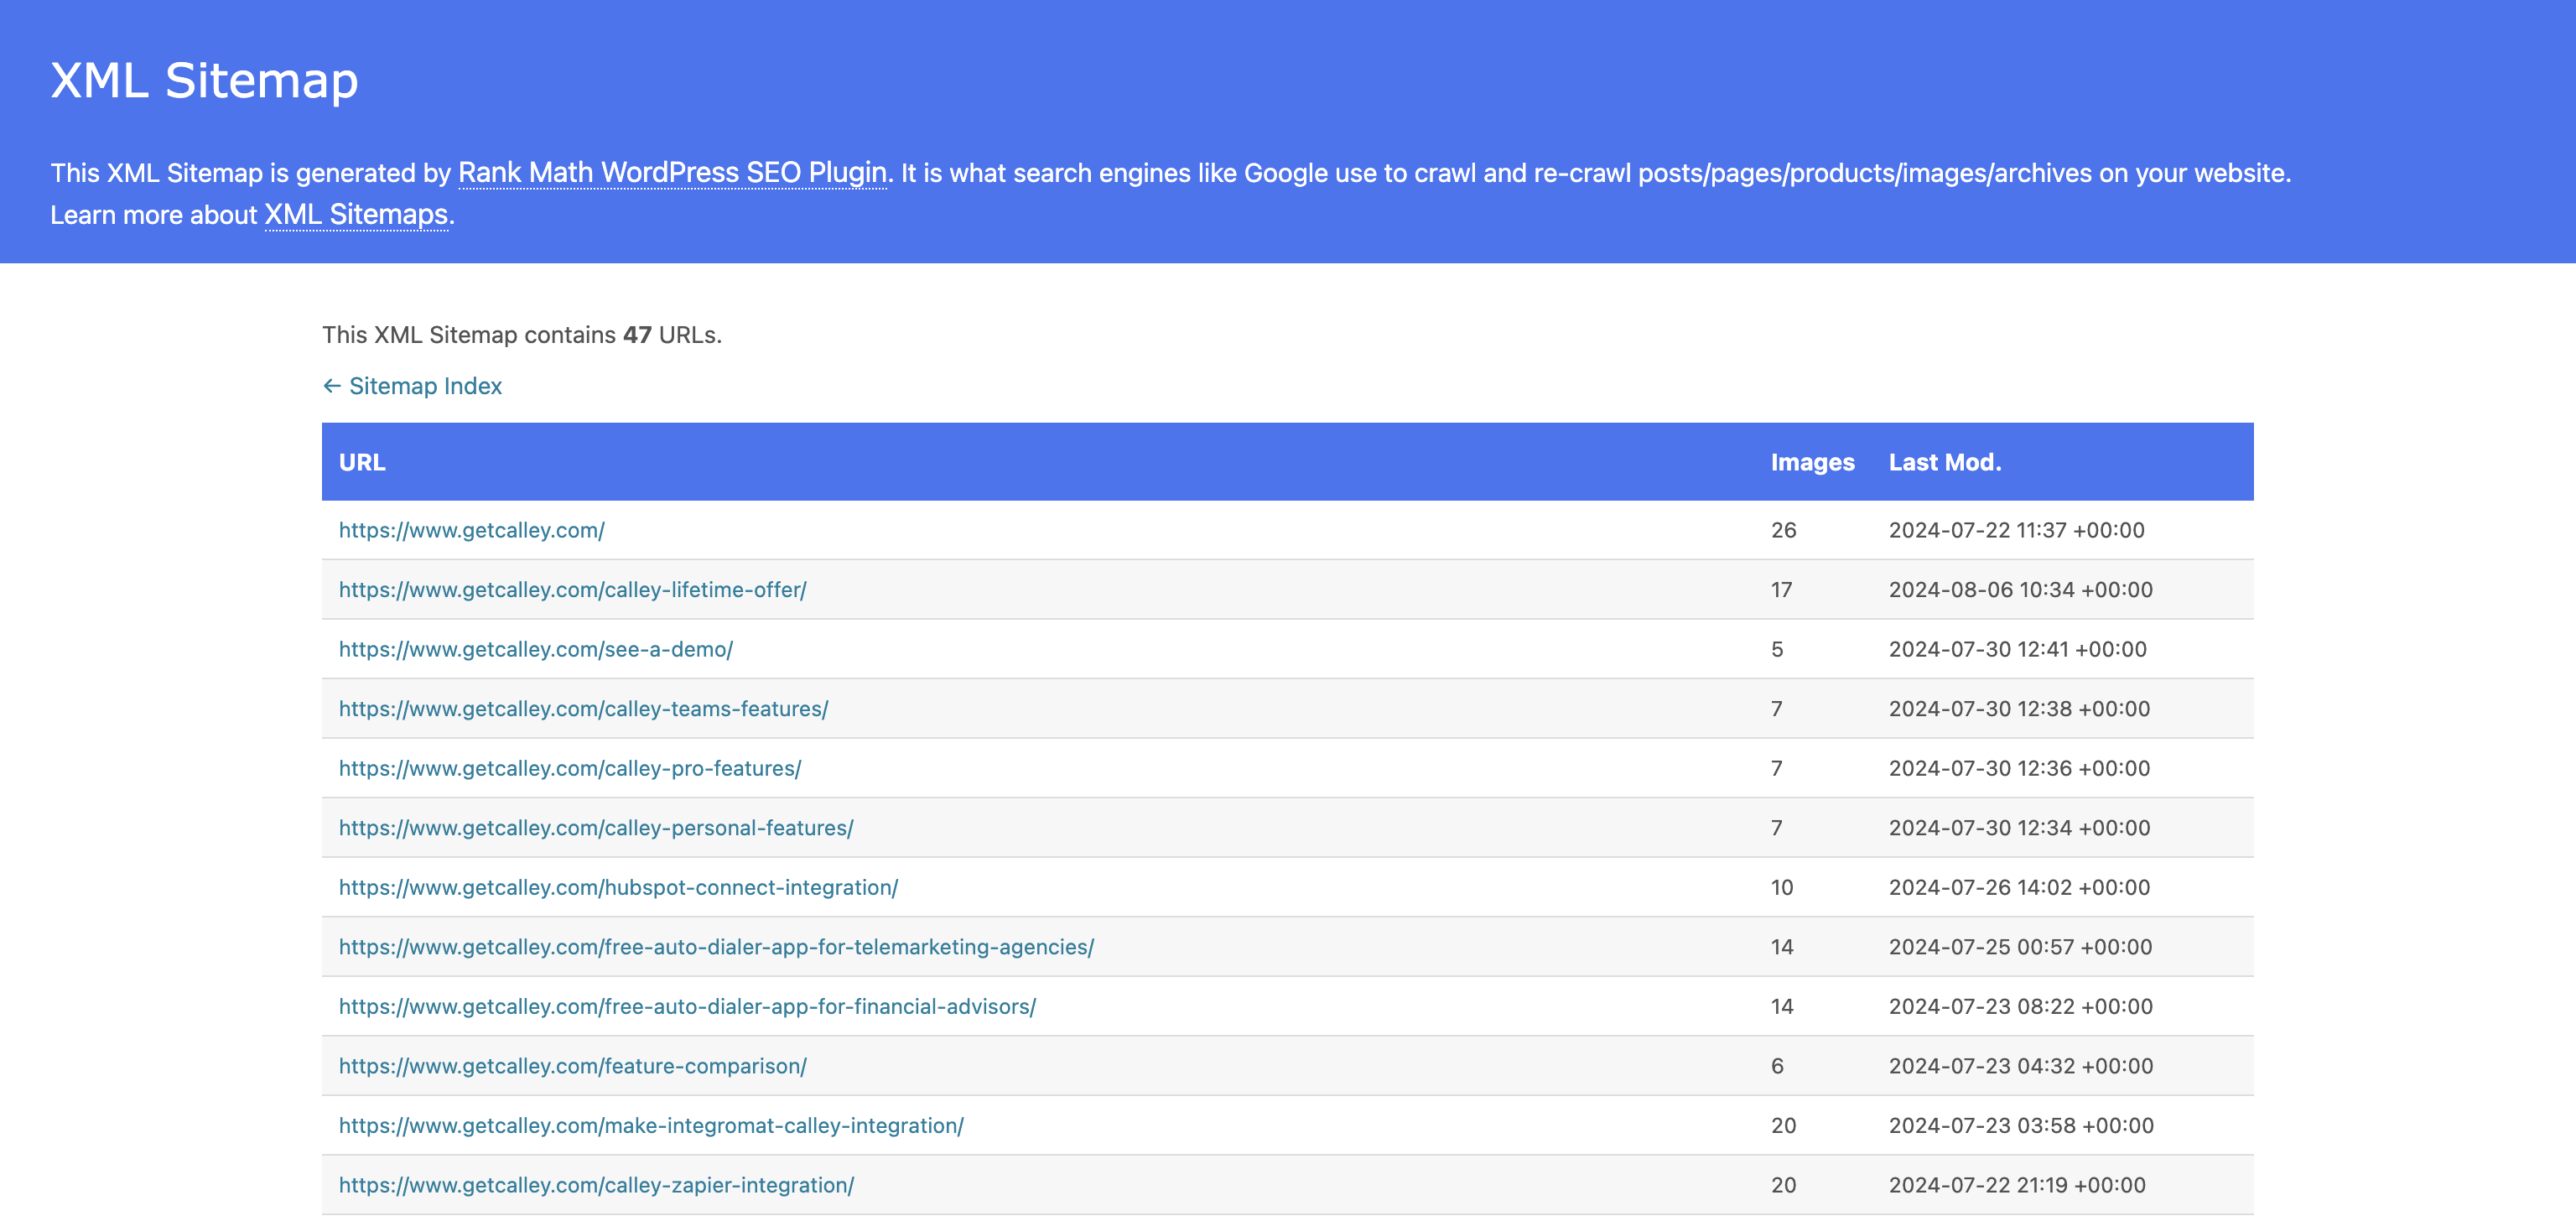 XML Sitemap
This XML Sitemap is generated by Rank Math WordPress SEO Plugin. It is what search engines like Google use to crawl and re-crawl posts/pages/products/images/archives on your website.
Learn more about XML Sitemaps.
This XML Sitemap contains 47 URLs.
← Sitemap Index
URL Images Last Mod.
https://www.getcalley.com/ 26 2024-07-22 11:37 +00:00
https://www.getcalley.com/calley-lifetime-offer/ 17 2024-08-06 10:34 +00:00
https://www.getcalley.com/see-a-demo/ 5 2024-07-30 12:41 +00:00
https://www.getcalley.com/calley-teams-features/ 7 2024-07-30 12:38 +00:00
https://www.getcalley.com/calley-pro-features/ 7 2024-07-30 12:36 +00:00
https://www.getcalley.com/calley-personal-features/ 7 2024-07-30 12:34 +00:00
https://www.getcalley.com/hubspot-connect-integration/ 10 2024-07-26 14:02 +00:00
https://www.getcalley.com/free-auto-dialer-app-for-telemarketing-agencies/ 14 2024-07-25 00:57 +00:00
https://www.getcalley.com/free-auto-dialer-app-for-financial-advisors/ 14 2024-07-23 08:22 +00:00
https://www.getcalley.com/feature-comparison/ 6 2024-07-23 04:32 +00:00
https://www.getcalley.com/make-integromat-calley-integration/ 20 2024-07-23 03:58 +00:00
https://www.getcalley.com/calley-zapier-integration/ 20 2024-07-22 21:19 +00:00